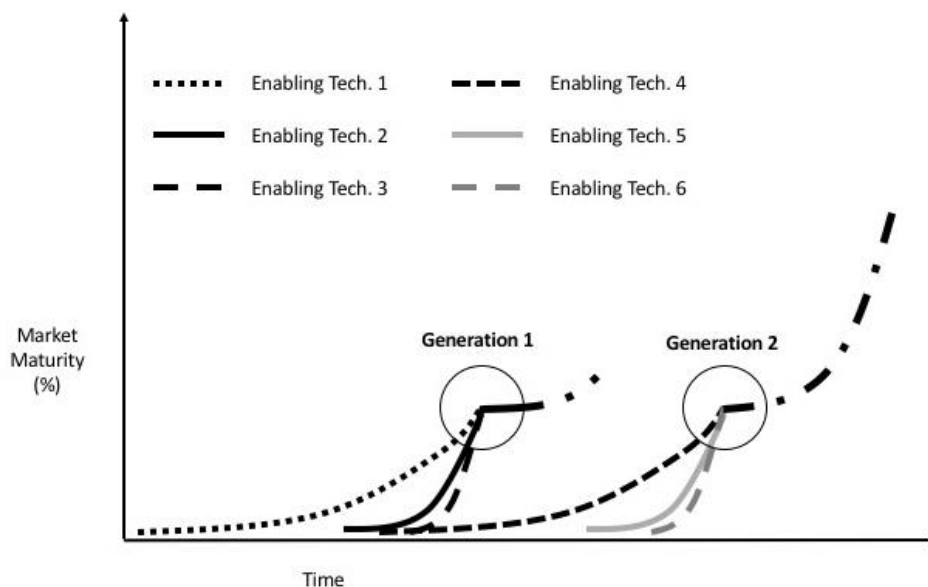 Enabling Tech. 1
Enabling Tech. 4
Enabling Tech. 2
Enabling Tech. 5
Enabling Tech. 3
Enabling Tech. 6
Market
Maturity
(%)
Generation 1
Generation 2
Time